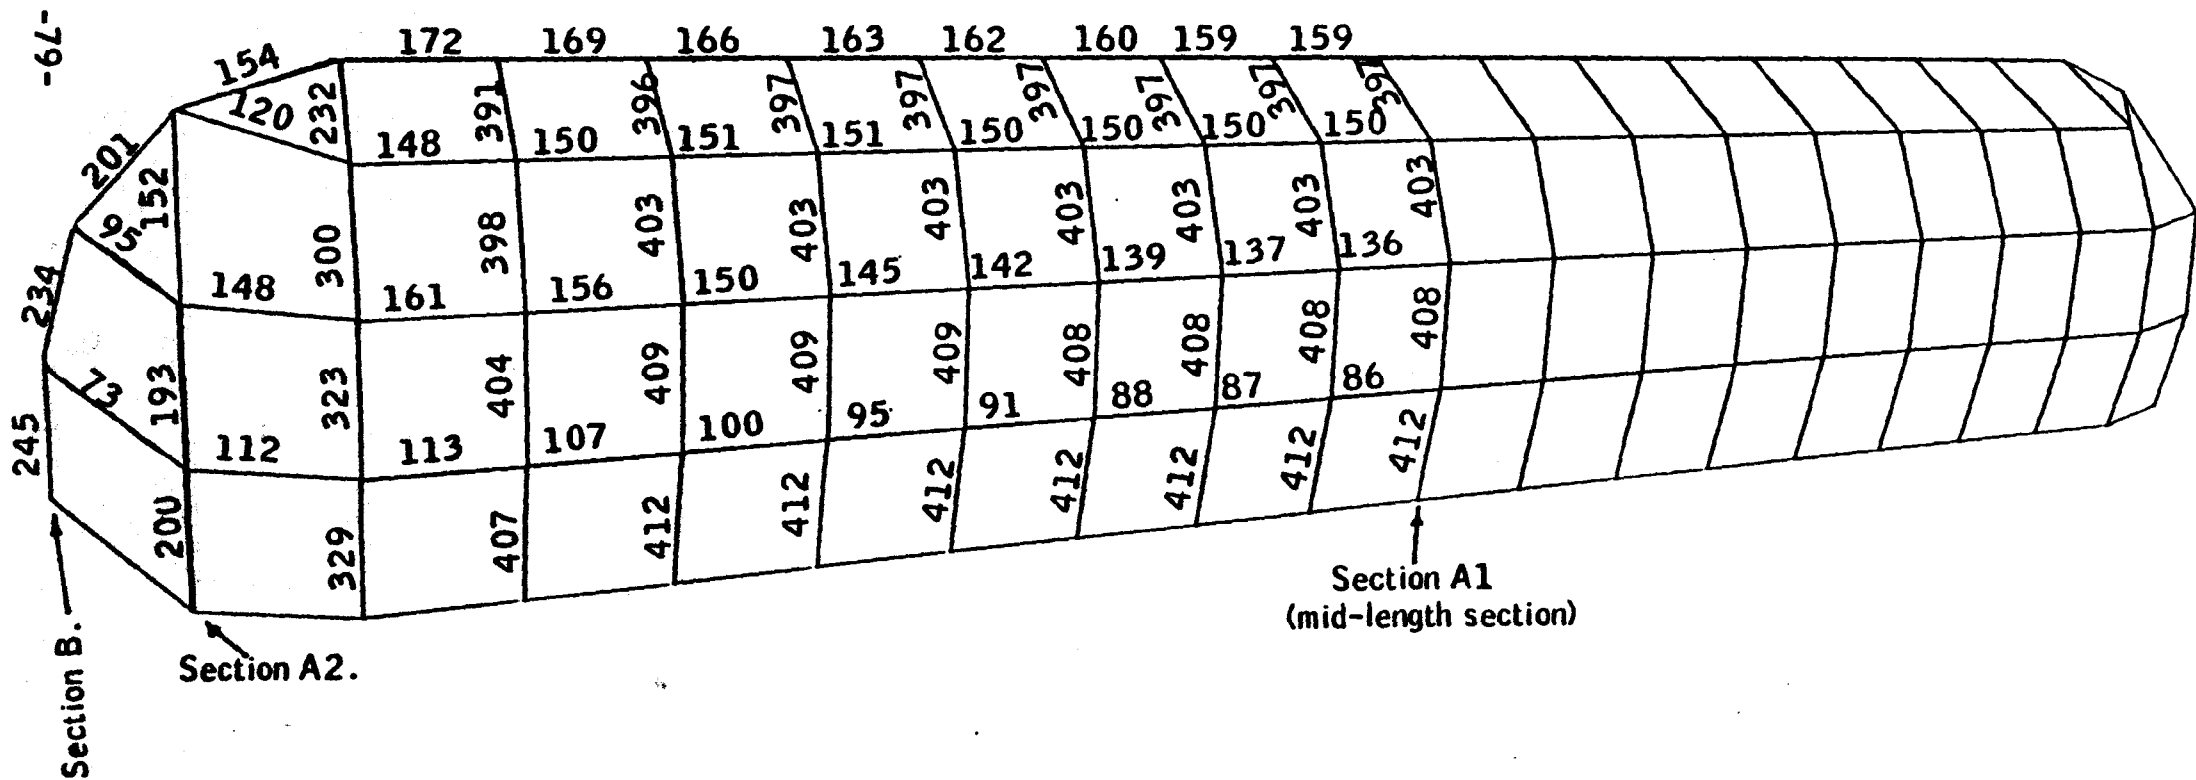 -79-
172 169 166 163 162 160 159 159
154
120 232 391 396 397 397 397 397 397 397
148 150 151 151 150 150 150 150
201
152
95 300 398 403 403 403 403 403 403 403
148 161 156 150 145 142 139 137 136
234
73 193 323 404 409 409 409 408 408 408 408
112 113 107 100 95 91 88 87 86
245
200 329 407 412 412 412 412 412 412 412
Section A1
(mid-length section)
Section A2.
Section B.